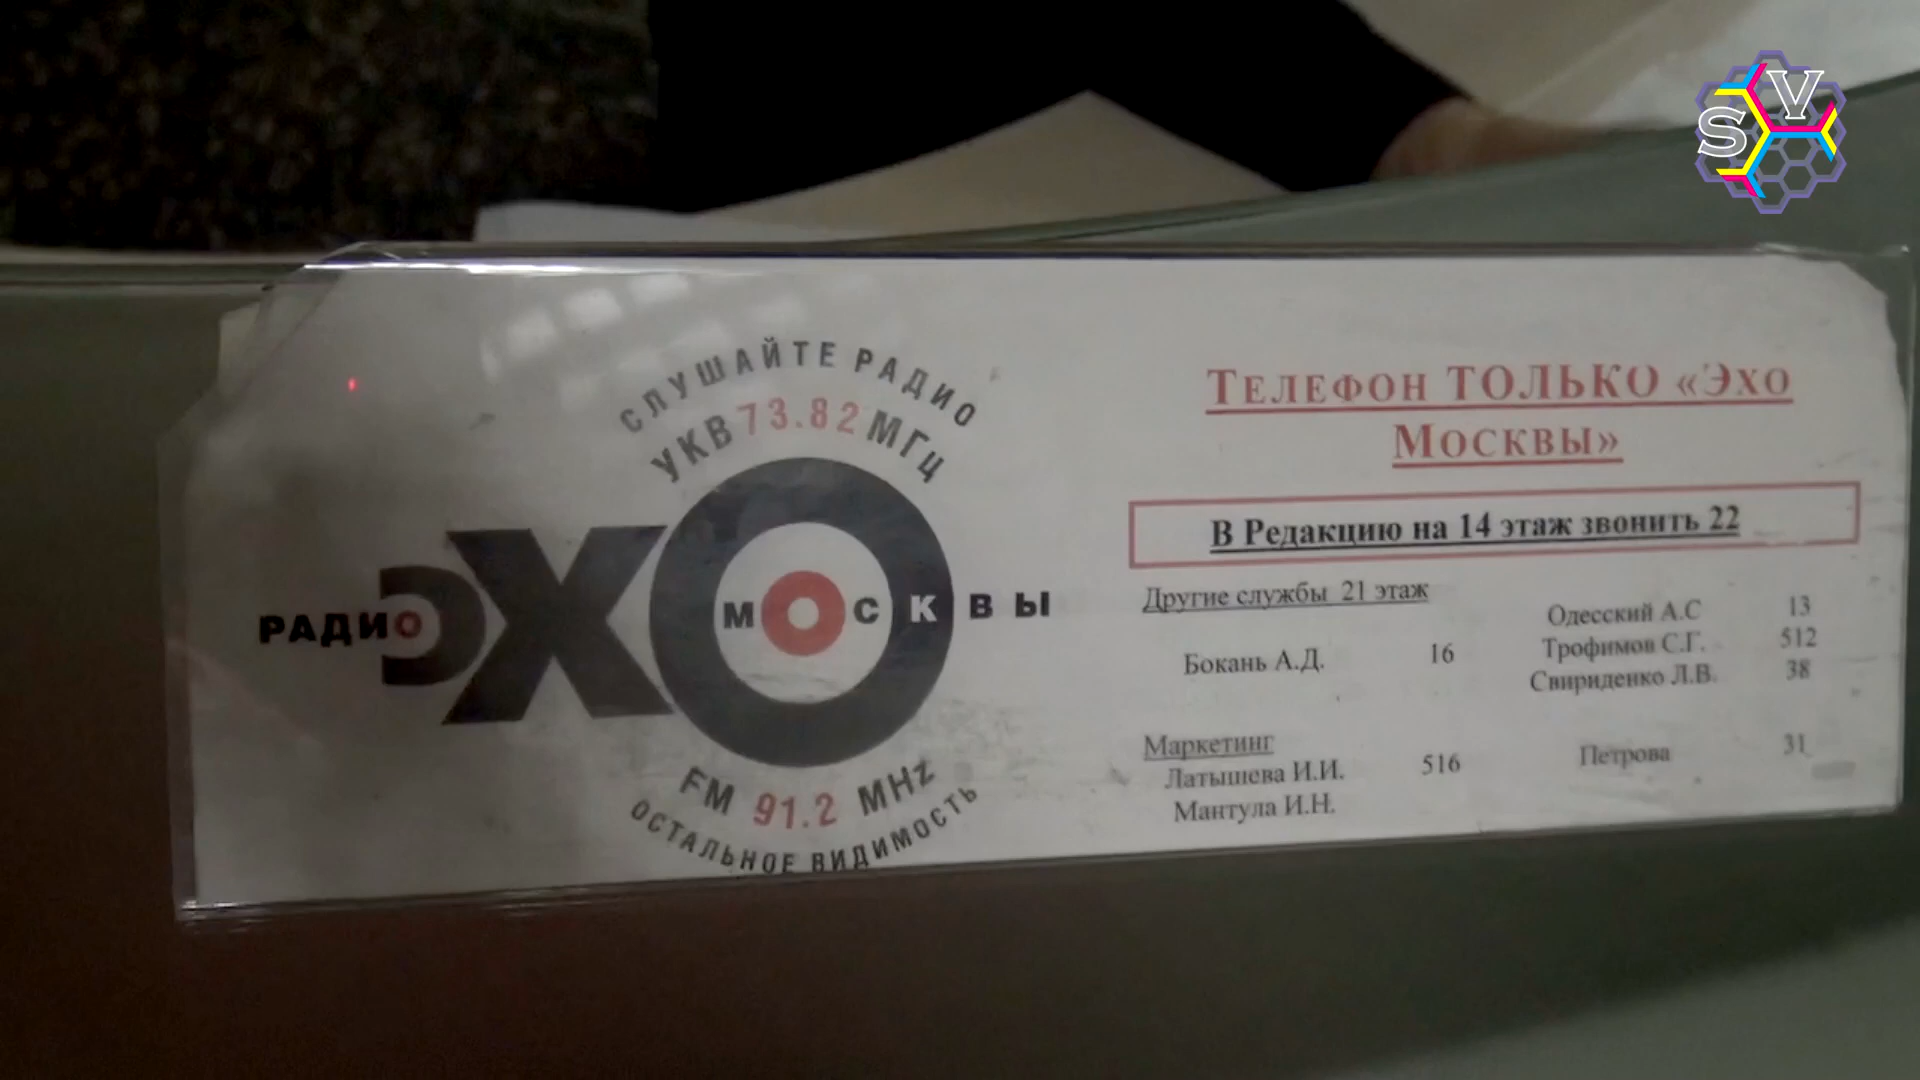 SV
СЛУШАЙТЕ РАДИО
УКВ 73.82 МГЦ
РАДИО ЭХО МОСКВЫ
FM 91.2 MHz
ОСТАЛЬНОЕ ВИДИМОСТЬ
ТЕЛЕФОН ТОЛЬКО «ЭХО
МОСКВЫ»
В Редакцию на 14 этаж звонить 22
Другие службы 21 этаж
Бокань А.Д. 16
Одесский А.С 13
Трофимов С.Г. 512
Свириденко Л.В. 38
Маркетинг
Латышева И.И. 516
Мантула И.Н.
Петрова 31